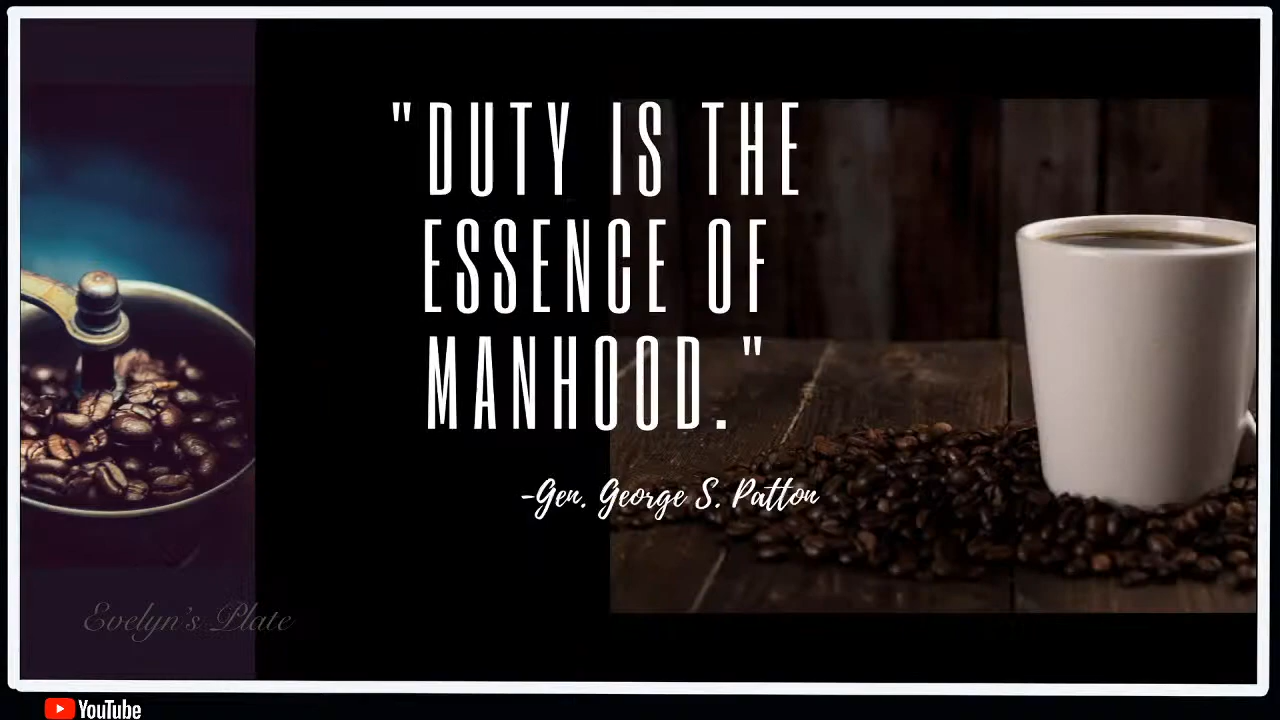 "DUTY IS THE
ESSENCE OF
MANHOOD."
-Gen. George S. Patton
Evelyn's Plate
YouTube